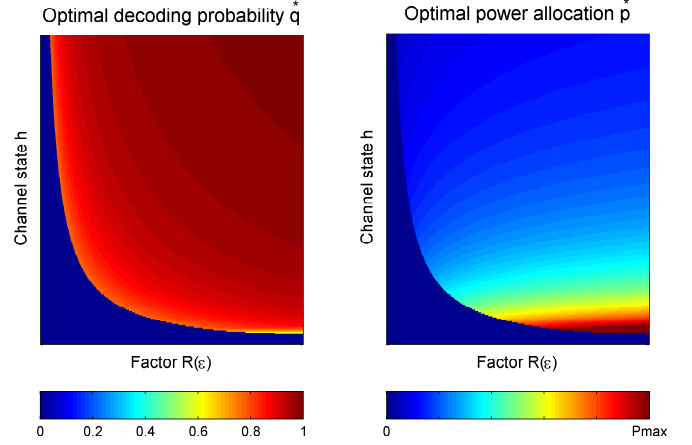 Optimal decoding probability q*
Channel state h
Factor R(ε)
0 0.2 0.4 0.6 0.8 1
Optimal power allocation p*
Channel state h
Factor R(ε)
0 Pmax